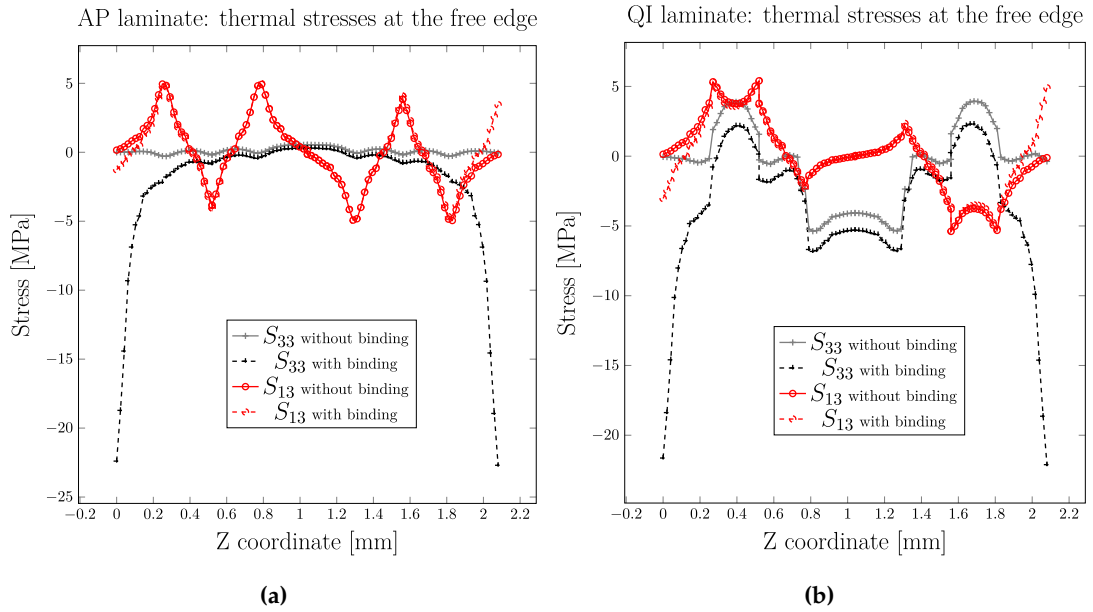 AP laminate: thermal stresses at the free edge
5
0
−5
−10
−15
−20
−25
Stress [MPa]
S33 without binding
S33 with binding
S13 without binding
S13 with binding
−0.2 0 0.2 0.4 0.6 0.8 1 1.2 1.4 1.6 1.8 2 2.2
Z coordinate [mm]
(a)
QI laminate: thermal stresses at the free edge
5
0
−5
−10
−15
−20
Stress [MPa]
S33 without binding
S33 with binding
S13 without binding
S13 with binding
−0.2 0 0.2 0.4 0.6 0.8 1 1.2 1.4 1.6 1.8 2 2.2
Z coordinate [mm]
(b)